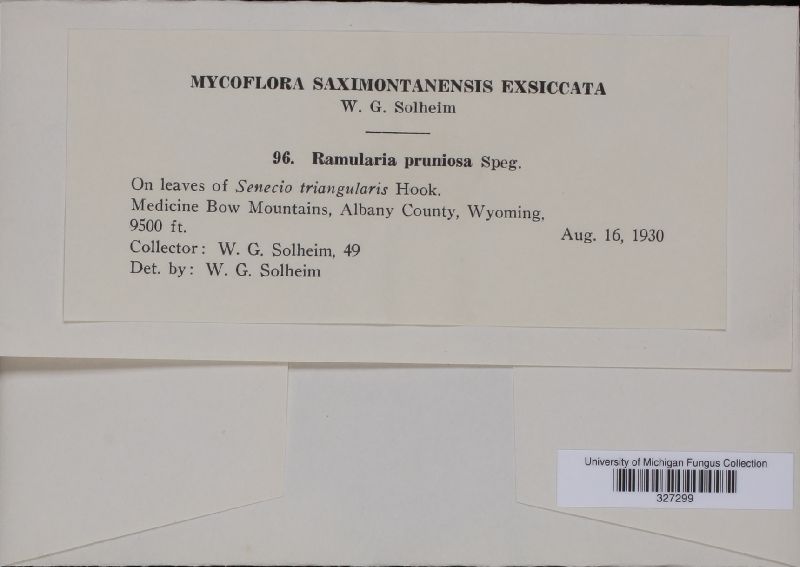 MYCOFLORA SAXIMONTANENSIS EXSICCATA
W. G. Solheim
96. Ramularia pruniosa Speg.
On leaves of Senecio triangularis Hook.
Medicine Bow Mountains, Albany County, Wyoming,
9500 ft.
Aug. 16, 1930
Collector: W. G. Solheim, 49
Det. by: W. G. Solheim
University of Michigan Fungus Collection
327299